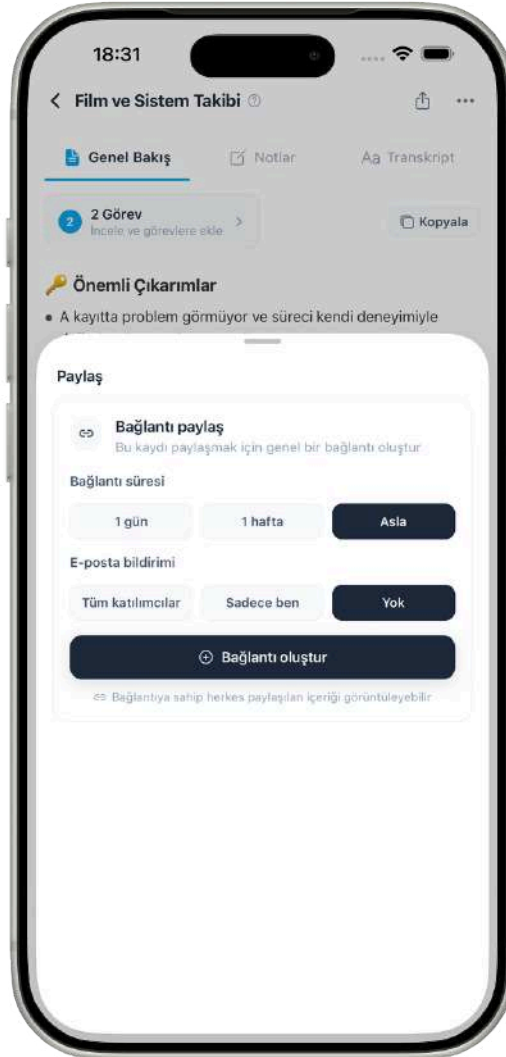 18:31
Film ve Sistem Takibi
Genel Bakış
Notlar
Aa Transkript
2
2 Görev
İncele ve görevlere ekle
Kopyala
🔑 Önemli Çıkarımlar
• A kayıtta problem görmüyor ve süreci kendi deneyimiyle
Paylaş
Bağlantı paylaş
Bu kaydı paylaşmak için genel bir bağlantı oluştur
Bağlantı süresi
1 gün
1 hafta
Asla
E-posta bildirimi
Tüm katılımcılar
Sadece ben
Yok
Bağlantı oluştur
Bağlantıya sahip herkes paylaşılan içeriği görüntüleyebilir